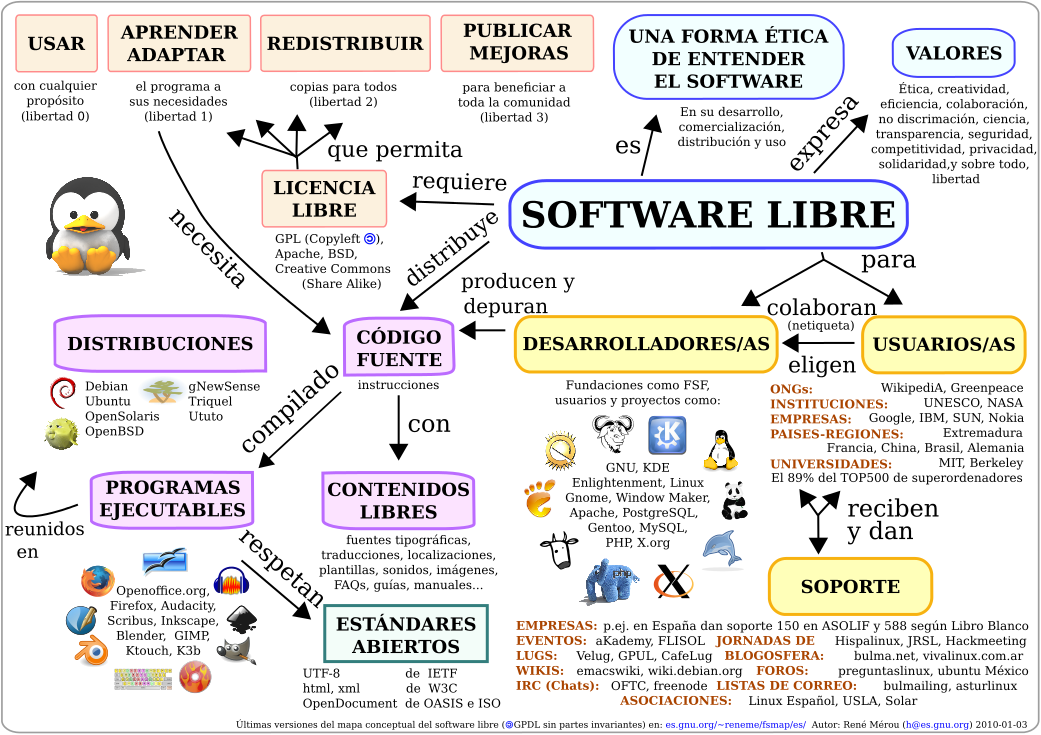 USAR
con cualquier
propósito
(libertad 0)
APRENDER
ADAPTAR
el programa a
sus necesidades
(libertad 1)
REDISTRIBUIR
copias para todos
(libertad 2)
PUBLICAR
MEJORAS
para beneficiar a
toda la comunidad
(libertad 3)
UNA FORMA ÉTICA
DE ENTENDER
EL SOFTWARE
En su desarrollo,
comercialización,
distribución y uso
VALORES
Ética, creatividad,
eficiencia, colaboración,
no discrimación, ciencia,
transparencia, seguridad,
competitividad, privacidad,
solidaridad,y sobre todo,
libertad
es
expresa
que permita
LICENCIA
LIBRE
GPL (Copyleft ),
Apache, BSD,
Creative Commons
(Share Alike)
requiere
SOFTWARE LIBRE
necesita
distribuye
para
producen y
depuran
colaboran
(netiqueta)
eligen
DISTRIBUCIONES
Debian
Ubuntu
OpenSolaris
OpenBSD
gNewSense
Triquel
Ututo
CÓDIGO
FUENTE
instrucciones
DESARROLLADORES/AS
Fundaciones como FSF,
usuarios y proyectos como:
GNU, KDE
Enlightenment, Linux
Gnome, Window Maker,
Apache, PostgreSQL,
Gentoo, MySQL,
PHP, X.org
php
USUARIOS/AS
ONGs: WikipediA, Greenpeace
INSTITUCIONES: UNESCO, NASA
EMPRESAS: Google, IBM, SUN, Nokia
PAISES-REGIONES: Extremadura
Francia, China, Brasil, Alemania
UNIVERSIDADES: MIT, Berkeley
El 89% del TOP500 de superordenadores
compilado
con
reunidos
en
PROGRAMAS
EJECUTABLES
Openoffice.org,
Firefox, Audacity,
Scribus, Inkscape,
Blender, GIMP,
Ktouch, K3b
respetan
CONTENIDOS
LIBRES
fuentes tipográficas,
traducciones, localizaciones,
plantillas, sonidos, imágenes,
FAQs, guías, manuales...
ESTÁNDARES
ABIERTOS
UTF-8 de IETF
html, xml de W3C
OpenDocument de OASIS e ISO
reciben
y dan
SOPORTE
EMPRESAS: p.ej. en España dan soporte 150 en ASOLIF y 588 según Libro Blanco
EVENTOS: aKademy, FLISOL JORNADAS DE Hispalinux, JRSL, Hackmeeting
LUGS: Velug, GPUL, CafeLug BLOGOSFERA: bulma.net, vivalinux.com.ar
WIKIS: emacswiki, wiki.debian.org FOROS: preguntaslinux, ubuntu México
IRC (Chats): OFTC, freenode LISTAS DE CORREO: bulmailing, asturlinux
ASOCIACIONES: Linux Español, USLA, Solar
Últimas versiones del mapa conceptual del software libre (GPDL sin partes invariantes) en: es.gnu.org/~reneme/fsmap/es/ Autor: René Mérou (h@es.gnu.org) 2010-01-03